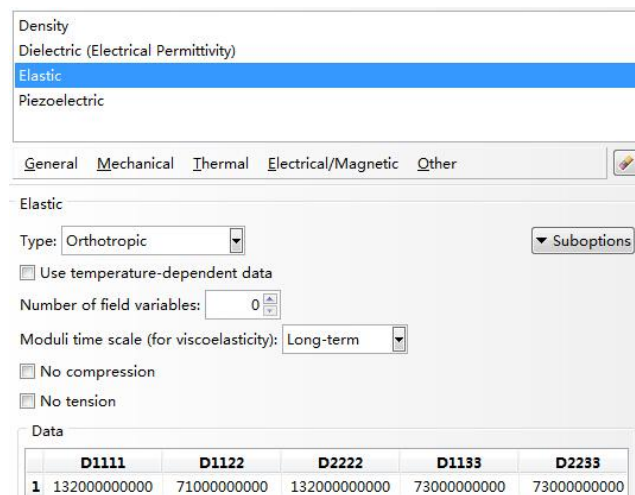 Density
Dielectric (Electrical Permittivity)
Elastic
Piezoelectric
General Mechanical Thermal Electrical/Magnetic Other
Elastic
Type: Orthotropic Suboptions
Use temperature-dependent data
Number of field variables: 0
Moduli time scale (for viscoelasticity): Long-term
No compression
No tension
Data
D1111 D1122 D2222 D1133 D2233
1 132000000000 71000000000 132000000000 73000000000 73000000000